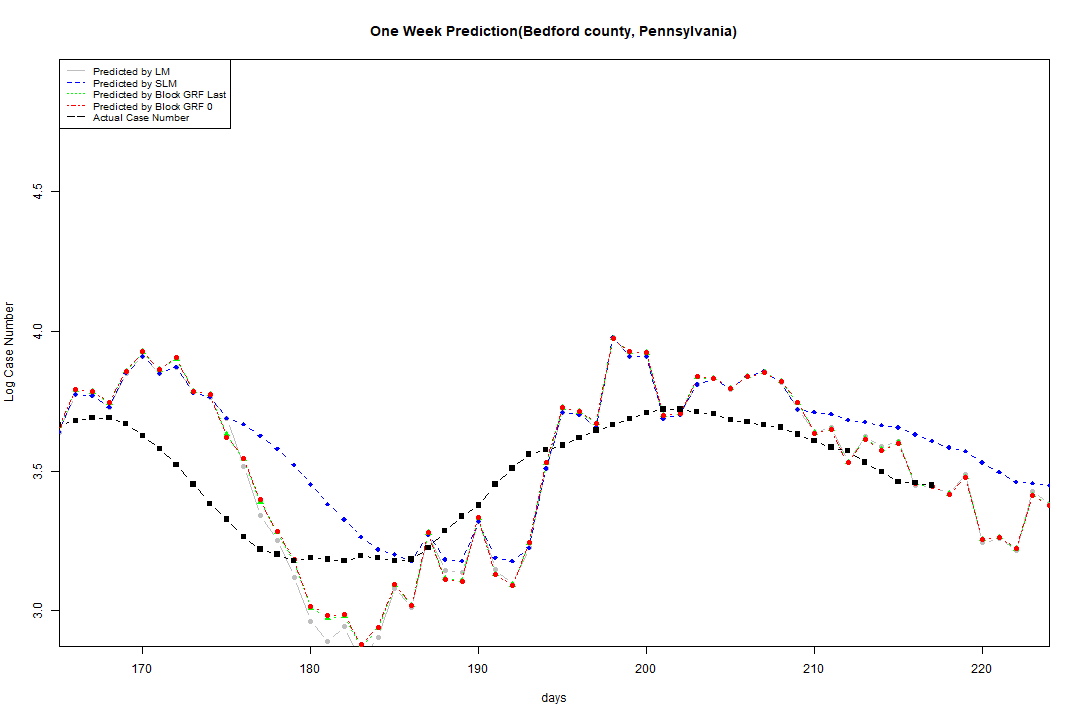 One Week Prediction(Bedford county, Pennsylvania)
Predicted by LM
Predicted by SLM
Predicted by Block GRF Last
Predicted by Block GRF 0
Actual Case Number
4.5
4.0
3.5
3.0
Log Case Number
170 180 190 200 210 220
days